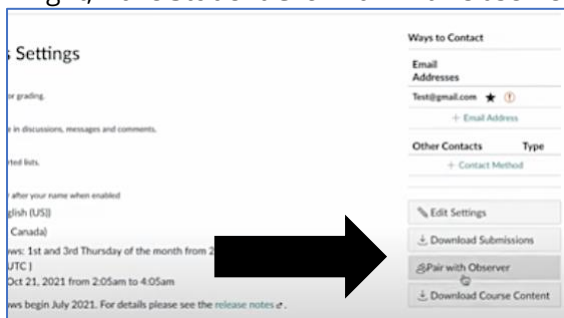 s Settings
or grading.
e in discussions, messages and comments.
rted lists.
after your name when enabled
glish (US))
Canada)
ws: 1st and 3rd Thursday of the month from 2
UTC )
Oct 21, 2021 from 2:05am to 4:05am
ws begin July 2021. For details please see the release notes
Ways to Contact
Email
Addresses
Test@gmail.com
+ Email Address
Other Contacts Type
+ Contact Method
Edit Settings
Download Submissions
Pair with Observer
Download Course Content